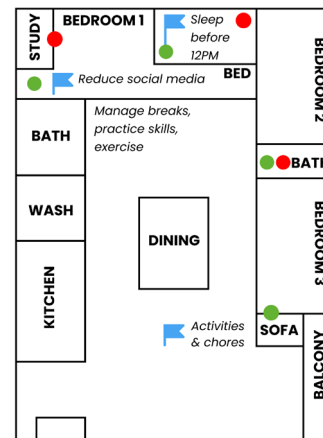 STUDY
BEDROOM 1
Sleep
before
12PM
BED
Reduce social media
BEDROOM 2
Manage breaks,
practice skills,
exercise
BATH
BATH
WASH
DINING
BEDROOM 3
KITCHEN
Activities
& chores
SOFA
BALCONY